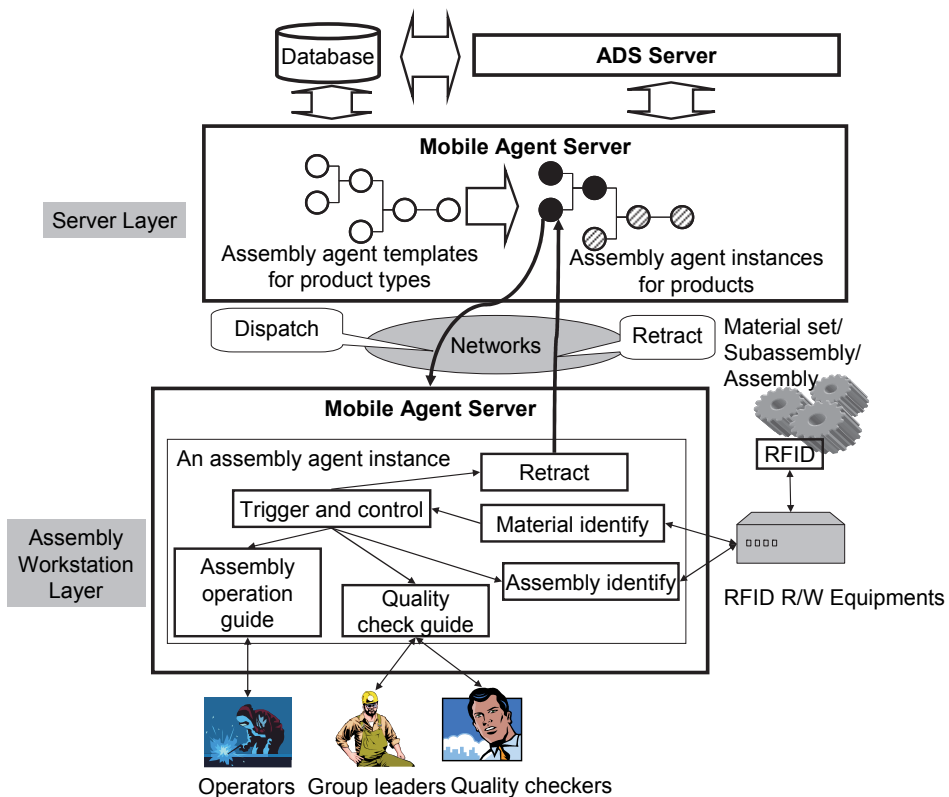 Database
ADS Server
Mobile Agent Server
Server Layer
Assembly agent templates
for product types
Assembly agent instances
for products
Dispatch
Networks
Retract
Material set/
Subassembly/
Assembly
Mobile Agent Server
RFID
An assembly agent instance
Retract
Trigger and control
Material identify
Assembly
Workstation
Layer
Assembly
operation
guide
Quality
check guide
Assembly identify
RFID R/W Equipments
Operators
Group leaders
Quality checkers